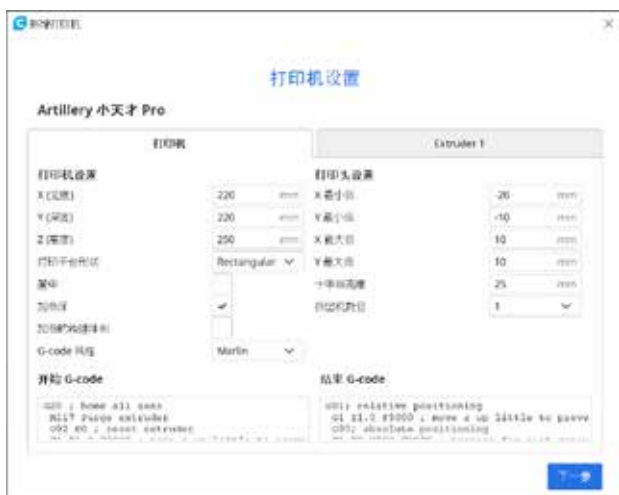 新增打印机
打印机设置
Artillery 小天才 Pro
打印机
Extruder 1
打印机设置
X (宽度) 220 mm
Y (深度) 220 mm
Z (高度) 250 mm
打印平台形状 Rectangular
置中
加热床
G-code 风格 Marlin
打印头设置
X 最小值 -20 mm
Y 最小值 -10 mm
X 最大值 10 mm
Y 最大值 10 mm
十字轴高度 25 mm
挤出机数目 1
开始 G-code
G28 ; home all axes
M117 Purge extruder
G92 E0 ; reset extruder
结束 G-code
G91; relative positioning
G1 Z1.0 F3000 ; move z up little to preve
G90; absolute positioning
下一步